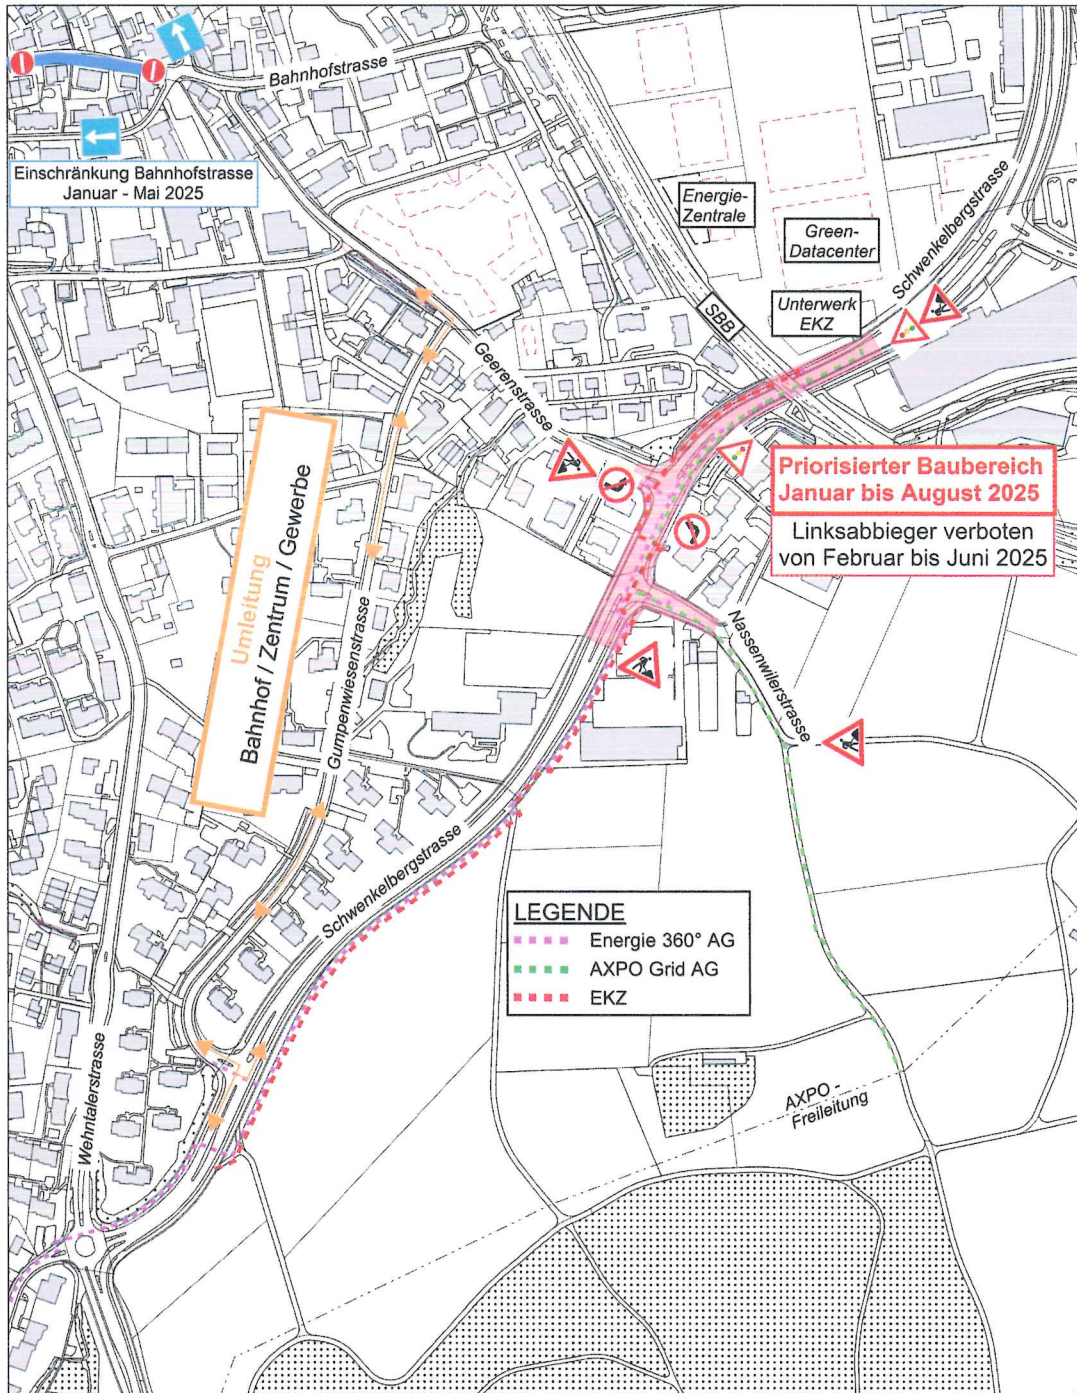 Bahnhofstrasse
Einschränkung Bahnhofstrasse
Januar - Mai 2025
Energie-
Zentrale
Green-
Datacenter
Schwenkelbergstrasse
Unterwerk
EKZ
SBB
Geerenstrasse
Priorisierter Baubereich
Januar bis August 2025
Linksabbieger verboten
von Februar bis Juni 2025
Umleitung
Bahnhof / Zentrum / Gewerbe
Gumpenwiesenstrasse
Nassenwilerstrasse
Schwenkelbergstrasse
LEGENDE
Energie 360° AG
AXPO Grid AG
EKZ
Wehntalerstrasse
AXPO -
Freileitung